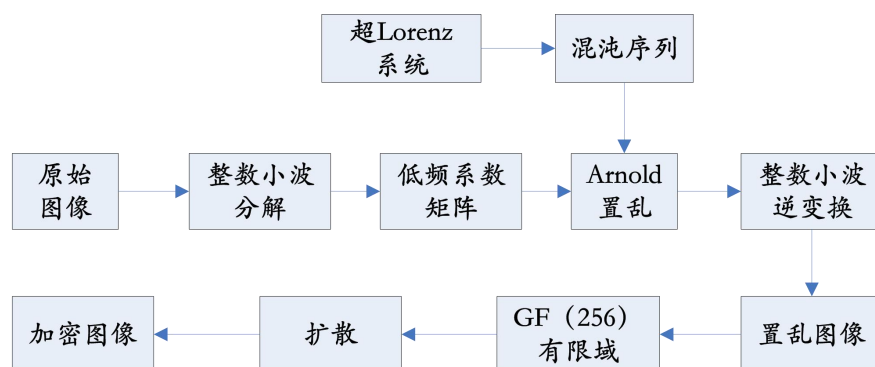 超Lorenz
系统
混沌序列
原始
图像
整数小波
分解
低频系数
矩阵
Arnold
置乱
整数小波
逆变换
加密图像
扩散
GF（256）
有限域
置乱图像